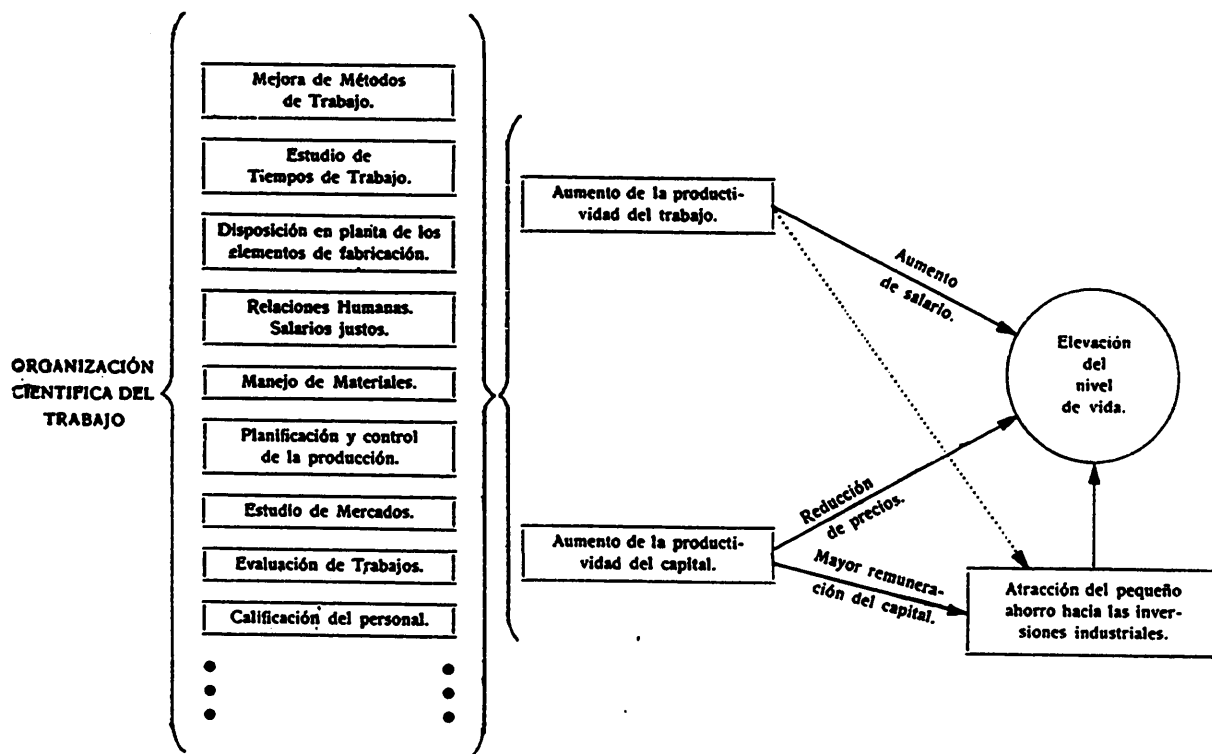 ORGANIZACIÓN
CIENTIFICA DEL
TRABAJO
Mejora de Métodos
de Trabajo.
Estudio de
Tiempos de Trabajo.
Disposición en planta de los
elementos de fabricación.
Relaciones Humanas.
Salarios justos.
Manejo de Materiales.
Planificación y control
de la producción.
Estudio de Mercados.
Evaluación de Trabajos.
Calificación del personal.
Aumento de la producti-
vidad del trabajo.
Aumento de la producti-
vidad del capital.
Aumento
de salario.
Reducción
de precios.
Mayor remunera-
ción del capital.
Elevación
del
nivel
de vida.
Atracción del pequeño
ahorro hacia las inver-
siones industriales.